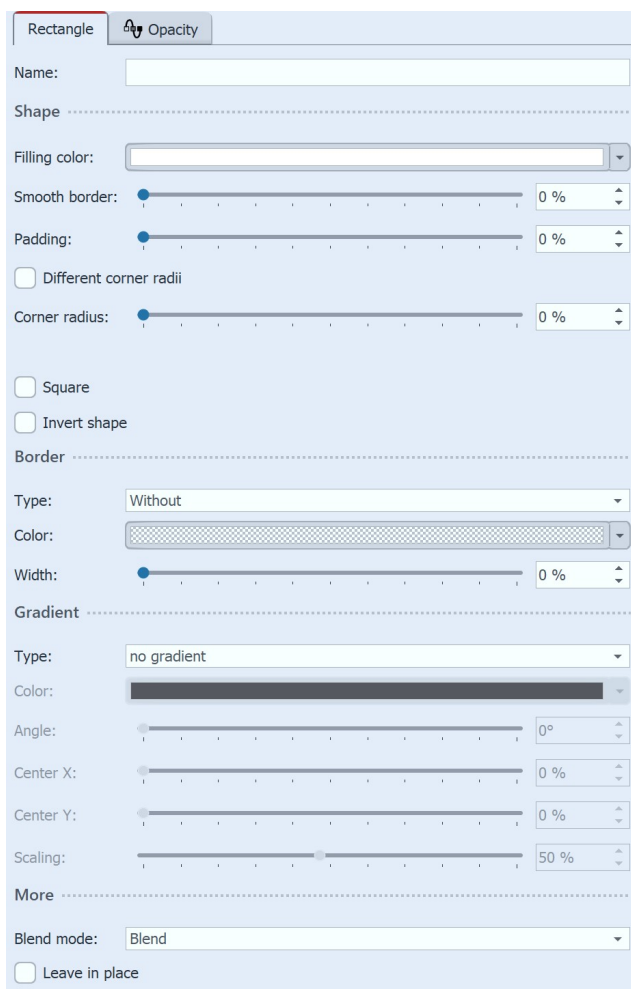 Rectangle Opacity
Name:
Shape
Filling color:
Smooth border: 0 %
Padding: 0 %
Different corner radii
Corner radius: 0 %
Square
Invert shape
Border
Type: Without
Color:
Width: 0 %
Gradient
Type: no gradient
Color:
Angle: 0°
Center X: 0 %
Center Y: 0 %
Scaling: 50 %
More
Blend mode: Blend
Leave in place